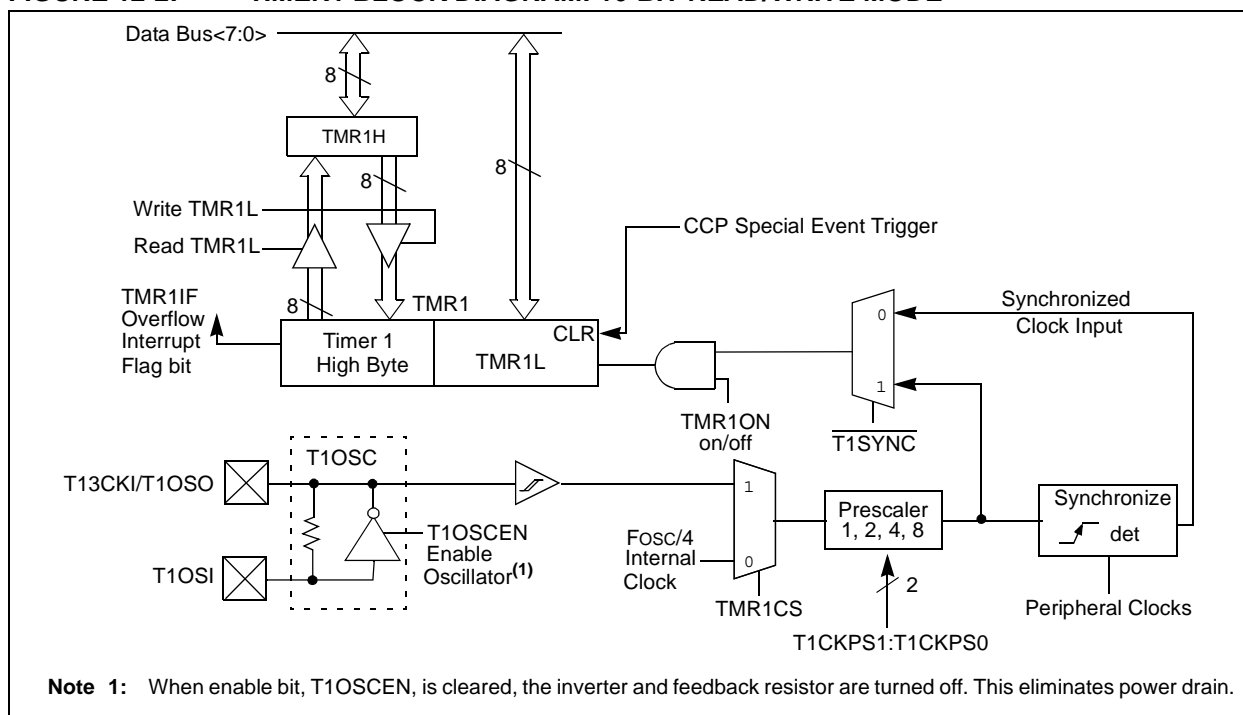 Data Bus<7:0>
8
TMR1H
8
8
Write TMR1L
CCP Special Event Trigger
Read TMR1L
TMR1IF
Overflow
Interrupt
Flag bit
8
TMR1
Timer 1
High Byte
TMR1L
CLR
0
1
Synchronized
Clock Input
TMR1ON
on/off
T1SYNC
T1OSC
T13CKI/T1OSO
T1OSI
T1OSCEN
Enable
Oscillator(1)
FOSC/4
Internal
Clock
1
0
TMR1CS
Prescaler
1, 2, 4, 8
2
T1CKPS1:T1CKPS0
Synchronize
det
Peripheral Clocks
Note 1: When enable bit, T1OSCEN, is cleared, the inverter and feedback resistor are turned off. This eliminates power drain.